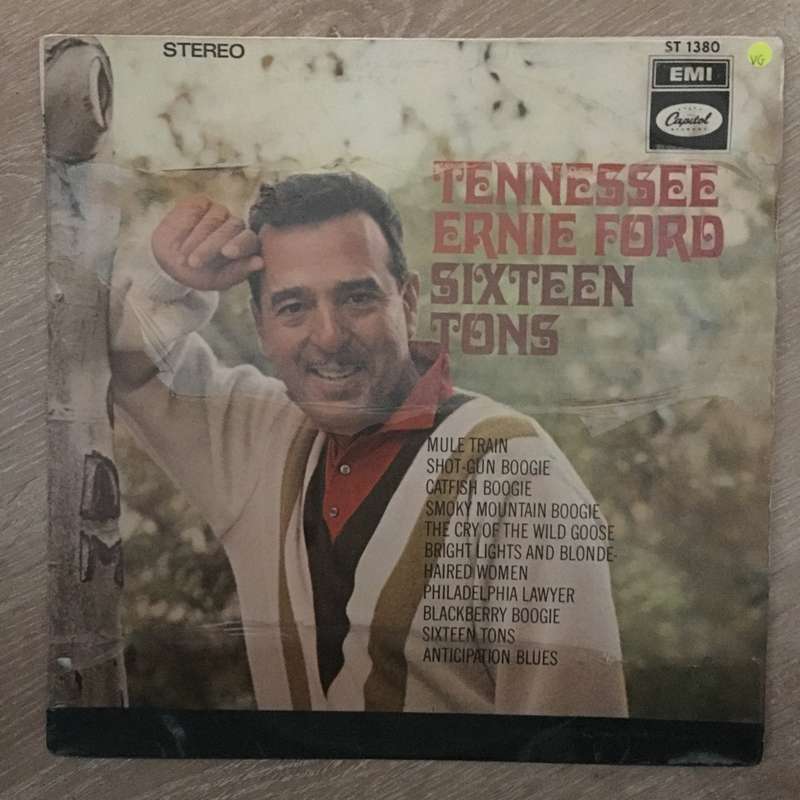 STEREO
ST 1380
VG
EMI
Capitol
TENNESSEE
ERNIE FORD
SIXTEEN
TONS
MULE TRAIN
SHOT-GUN BOOGIE
CATFISH BOOGIE
SMOKY MOUNTAIN BOOGIE
THE CRY OF THE WILD GOOSE
BRIGHT LIGHTS AND BLONDE-
HAIRED WOMEN
PHILADELPHIA LAWYER
BLACKBERRY BOOGIE
SIXTEEN TONS
ANTICIPATION BLUES